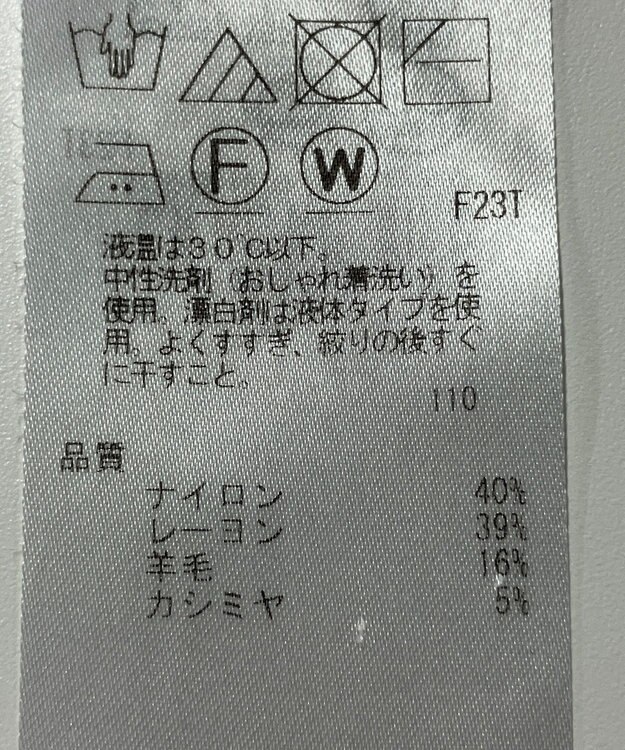 F
W
F23T
液温は30℃以下。
中性洗剤(おしゃれ着洗い)を
使用。漂白剤は液体タイプを使
用。よくすすぎ、絞りの後すぐ
に干すこと。
110
品質
ナイロン 40%
レーヨン 39%
羊毛 16%
カシミヤ 5%